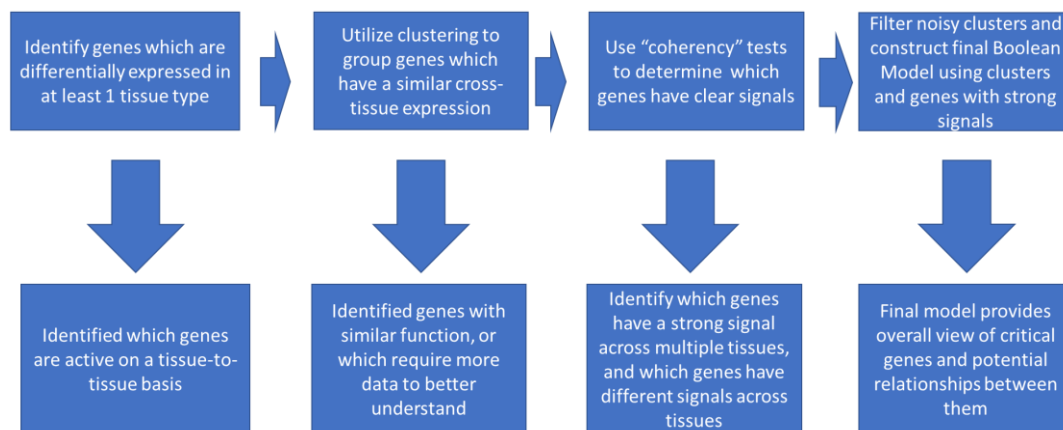 Identify genes which are
differentially expressed in
at least 1 tissue type
Utilize clustering to
group genes which
have a similar cross-
tissue expression
Use “coherency” tests
to determine which
genes have clear signals
Filter noisy clusters and
construct final Boolean
Model using clusters
and genes with strong
signals
Identified which genes
are active on a tissue-to-
tissue basis
Identified genes with
similar function, or
which require more
data to better
understand
Identify which genes
have a strong signal
across multiple tissues,
and which genes have
different signals across
tissues
Final model provides
overall view of critical
genes and potential
relationships between
them